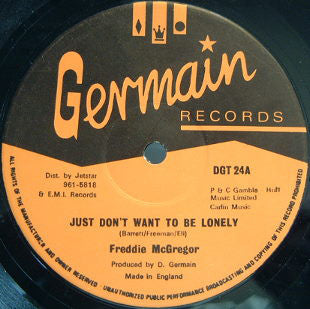 Germain
RECORDS
Dist. by Jetstar
961-5818
& E.M.I. Records
DGT 24A
P & C Gamble Huff
Music Limited
Carlin Music
JUST DON'T WANT TO BE LONELY
(Barrett/Freeman/Eli)
Freddie McGregor
Produced by D. Germain
Made in England
ALL RIGHTS OF THE MANUFACTURER AND OWNER RESERVED UNAUTHORIZED PUBLIC PERFORMANCE BROADCASTING AND COPYING OF THIS RECORD PROHIBITED